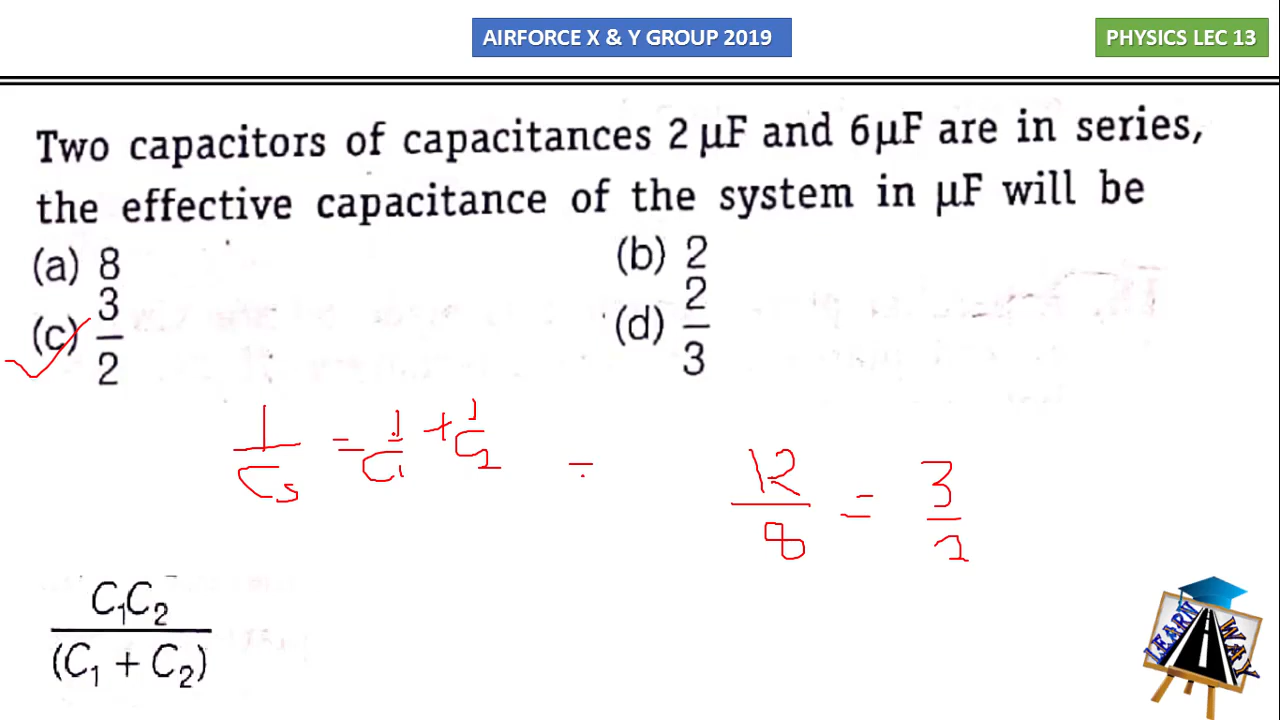 AIRFORCE X & Y GROUP 2019
PHYSICS LEC 13
Two capacitors of capacitances 2 μF and 6μF are in series,
the effective capacitance of the system in μF will be
(a) 8
(b) 2
(c) 3/2
(d) 2/3
1/Cs = 1/C1 + 1/C2 =
12/8 = 3/2
C₁C₂/(C₁ + C₂)
LEARN WAY